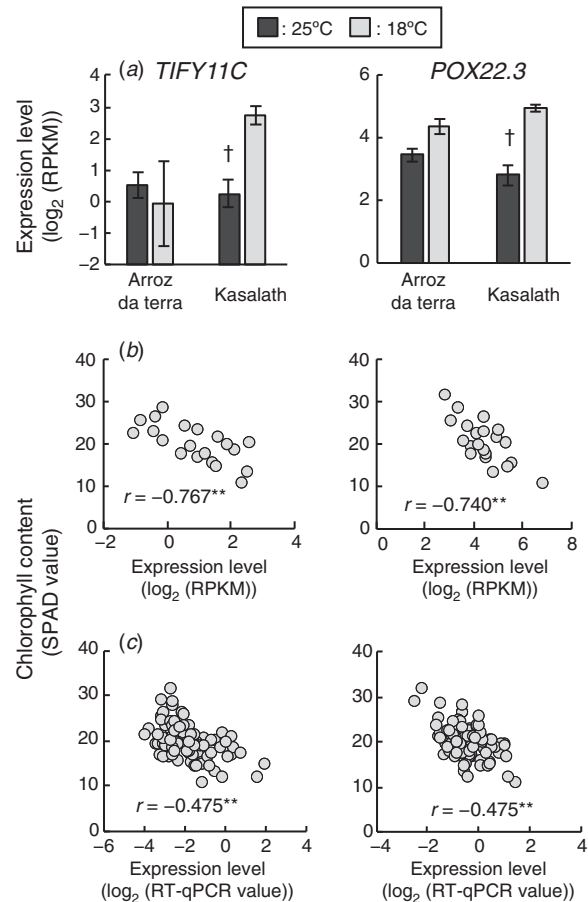 : 25°C : 18°C
(a) TIFY11C POX22.3
Expression level
(log2 (RPKM))
4
3
2
1
0
−1
−2
†
Arroz
da terra
Kasalath
6
4
2
0
†
Arroz
da terra
Kasalath
(b)
Chlorophyll content
(SPAD value)
40
30
20
10
0
r = −0.767**
−2 0 2 4
Expression level
(log2 (RPKM))
40
30
20
10
0
r = −0.740**
0 2 4 6 8
Expression level
(log2 (RPKM))
(c)
40
30
20
10
0
r = −0.475**
−6 −4 −2 0 2 4
Expression level
(log2 (RT-qPCR value))
40
30
20
10
0
r = −0.475**
−4 −2 0 2 4
Expression level
(log2 (RT-qPCR value))